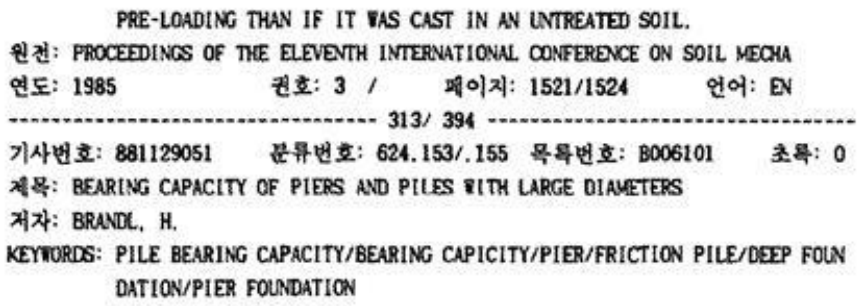 PRE-LOADING THAN IF IT WAS CAST IN AN UNTREATED SOIL.
원전: PROCEEDINGS OF THE ELEVENTH INTERNATIONAL CONFERENCE ON SOIL MECHA
연도: 1985 권호: 3 / 페이지: 1521/1524 언어: EN
---------------------------------- 313/ 394 ----------------------------------
기사번호: 881129051 분류번호: 624.153/.155 목록번호: B006101 초록: 0
제목: BEARING CAPACITY OF PIERS AND PILES WITH LARGE DIAMETERS
저자: BRANDL, H.
KEYWORDS: PILE BEARING CAPACITY/BEARING CAPICITY/PIER/FRICTION PILE/DEEP FOUN
DATION/PIER FOUNDATION